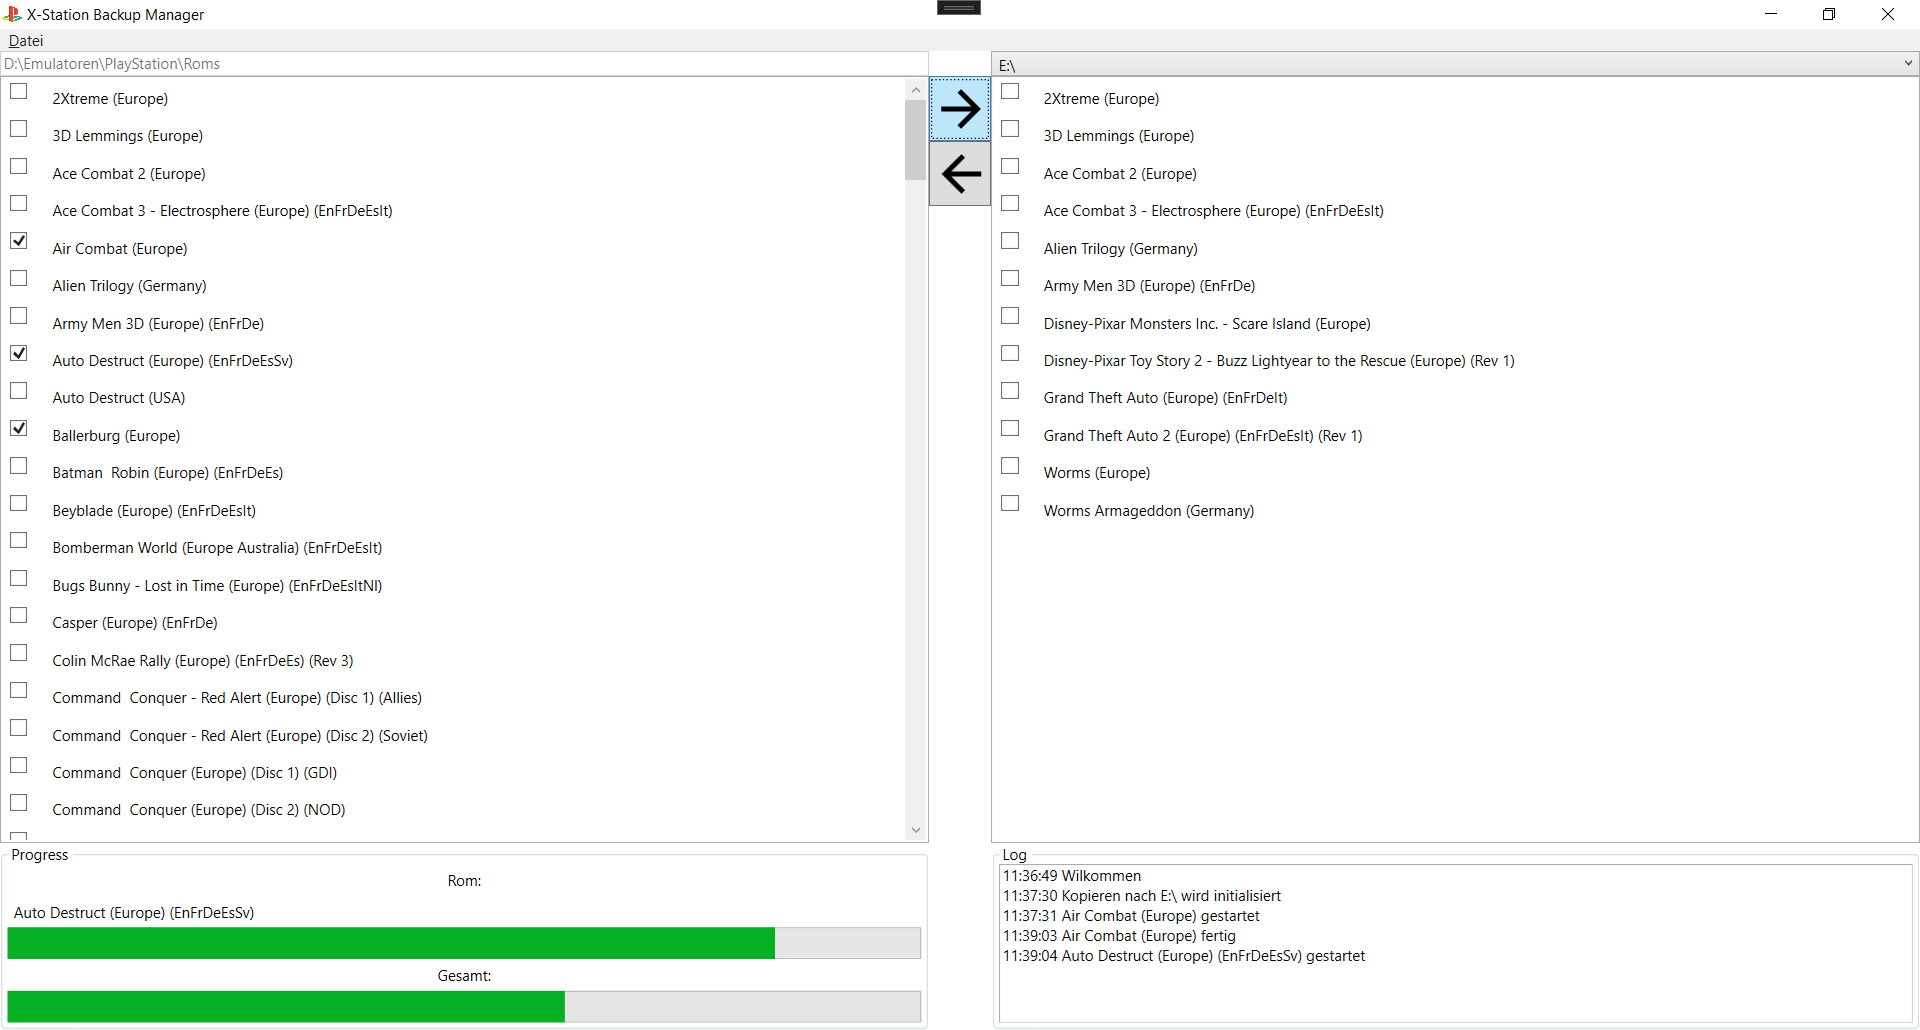 X-Station Backup Manager
Datei
D:\Emulatoren\PlayStation\Roms
2Xtreme (Europe)
3D Lemmings (Europe)
Ace Combat 2 (Europe)
Ace Combat 3 - Electrosphere (Europe) (EnFrDeEsIt)
Air Combat (Europe)
Alien Trilogy (Germany)
Army Men 3D (Europe) (EnFrDe)
Auto Destruct (Europe) (EnFrDeEsSv)
Auto Destruct (USA)
Ballerburg (Europe)
Batman  Robin (Europe) (EnFrDeEs)
Beyblade (Europe) (EnFrDeEsIt)
Bomberman World (Europe Australia) (EnFrDeEsIt)
Bugs Bunny - Lost in Time (Europe) (EnFrDeEsItNl)
Casper (Europe) (EnFrDe)
Colin McRae Rally (Europe) (EnFrDeEs) (Rev 3)
Command  Conquer - Red Alert (Europe) (Disc 1) (Allies)
Command  Conquer - Red Alert (Europe) (Disc 2) (Soviet)
Command  Conquer (Europe) (Disc 1) (GDI)
Command  Conquer (Europe) (Disc 2) (NOD)
E:\
2Xtreme (Europe)
3D Lemmings (Europe)
Ace Combat 2 (Europe)
Ace Combat 3 - Electrosphere (Europe) (EnFrDeEsIt)
Alien Trilogy (Germany)
Army Men 3D (Europe) (EnFrDe)
Disney-Pixar Monsters Inc. - Scare Island (Europe)
Disney-Pixar Toy Story 2 - Buzz Lightyear to the Rescue (Europe) (Rev 1)
Grand Theft Auto (Europe) (EnFrDeIt)
Grand Theft Auto 2 (Europe) (EnFrDeEsIt) (Rev 1)
Worms (Europe)
Worms Armageddon (Germany)
Progress
Rom:
Auto Destruct (Europe) (EnFrDeEsSv)
Gesamt:
Log
11:36:49 Wilkommen
11:37:30 Kopieren nach E:\ wird initialisiert
11:37:31 Air Combat (Europe) gestartet
11:39:03 Air Combat (Europe) fertig
11:39:04 Auto Destruct (Europe) (EnFrDeEsSv) gestartet